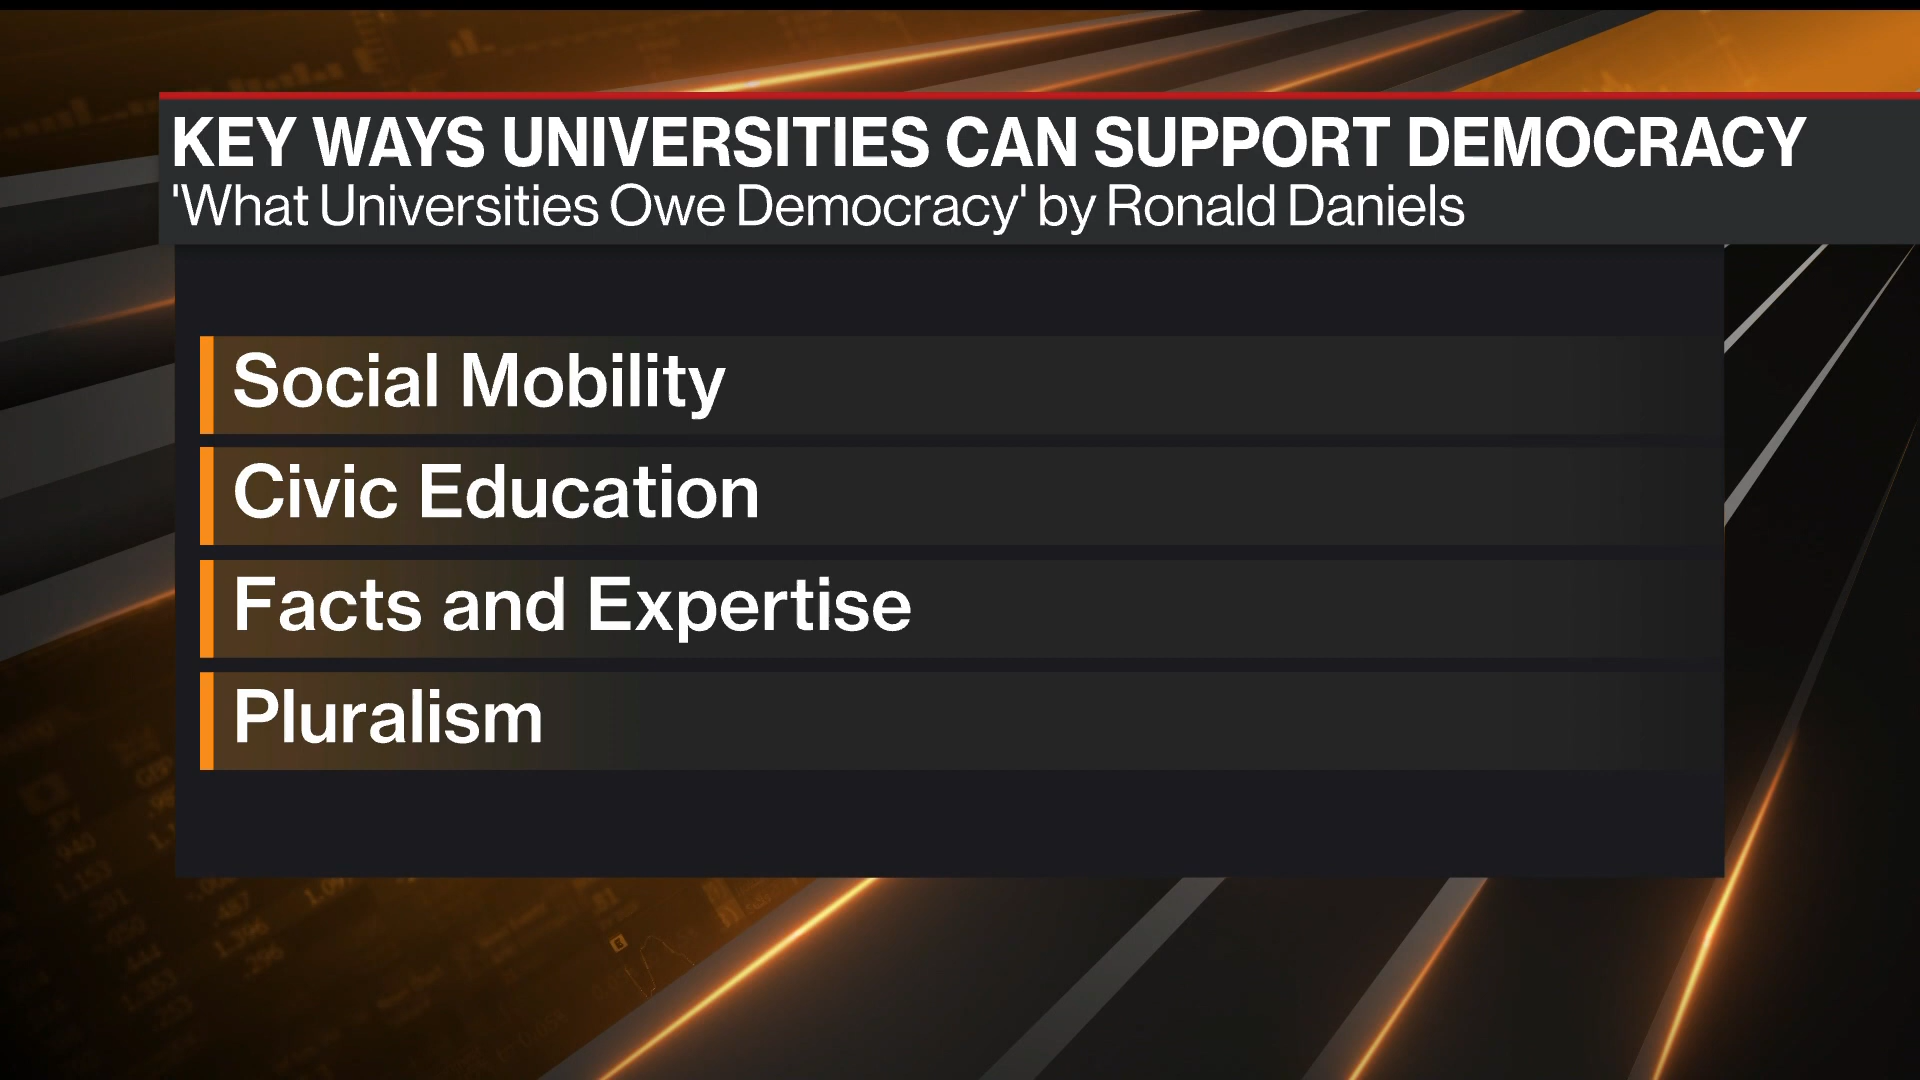 KEY WAYS UNIVERSITIES CAN SUPPORT DEMOCRACY
'What Universities Owe Democracy' by Ronald Daniels
Social Mobility
Civic Education
Facts and Expertise
Pluralism